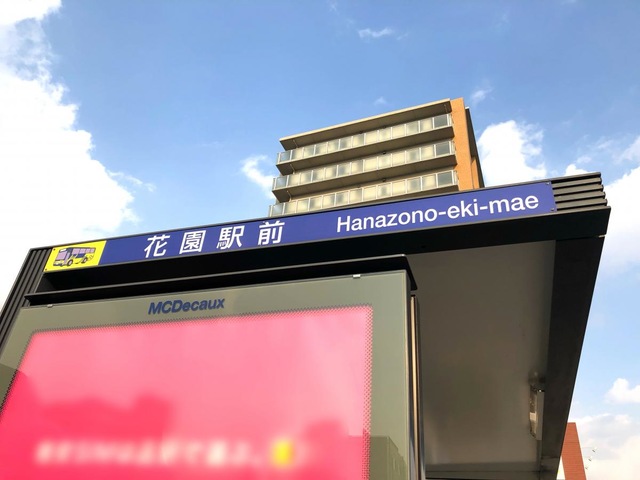 花園駅前 Hanazono-eki-mae
MCDecaux